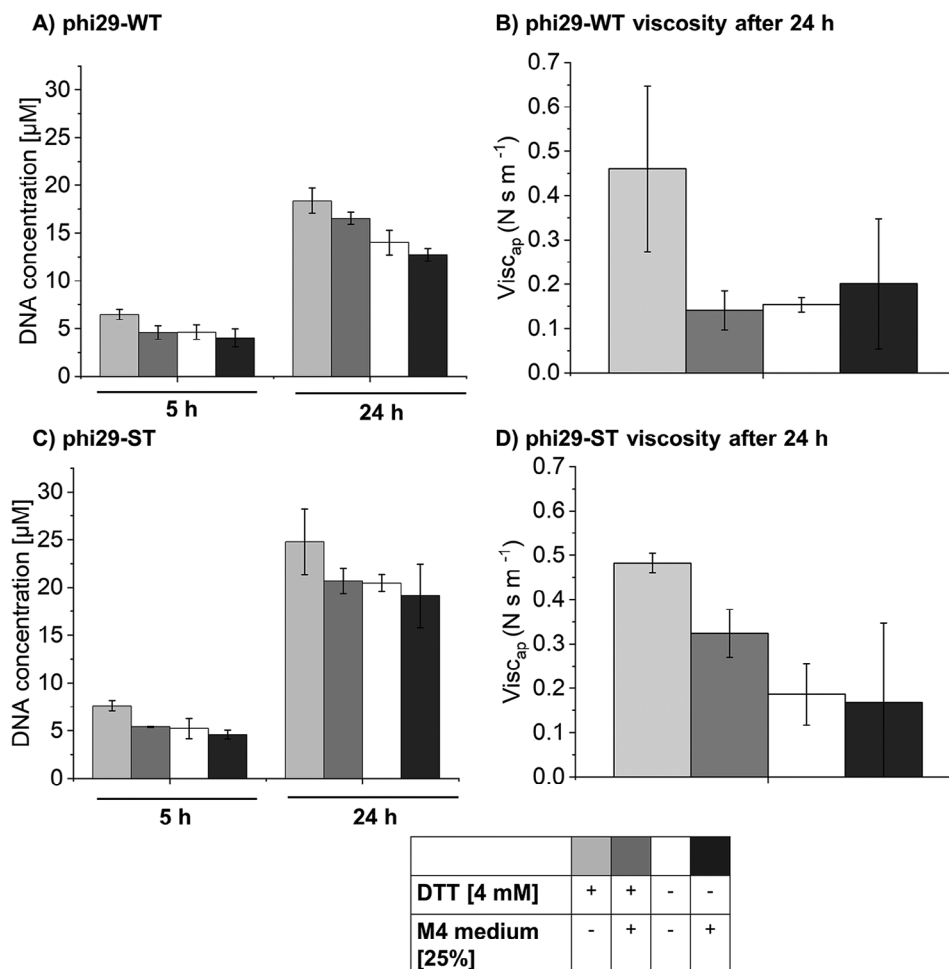 A) phi29-WT
DNA concentration [µM]
30
25
20
15
10
5
0
5 h
24 h
B) phi29-WT viscosity after 24 h
Visc_ap (N s m⁻¹)
0.7
0.6
0.5
0.4
0.3
0.2
0.1
0.0
C) phi29-ST
DNA concentration [µM]
30
25
20
15
10
5
0
5 h
24 h
D) phi29-ST viscosity after 24 h
Visc_ap (N s m⁻¹)
0.7
0.6
0.5
0.4
0.3
0.2
0.1
0.0
DTT [4 mM] + + - -
M4 medium - + - +
[25%]